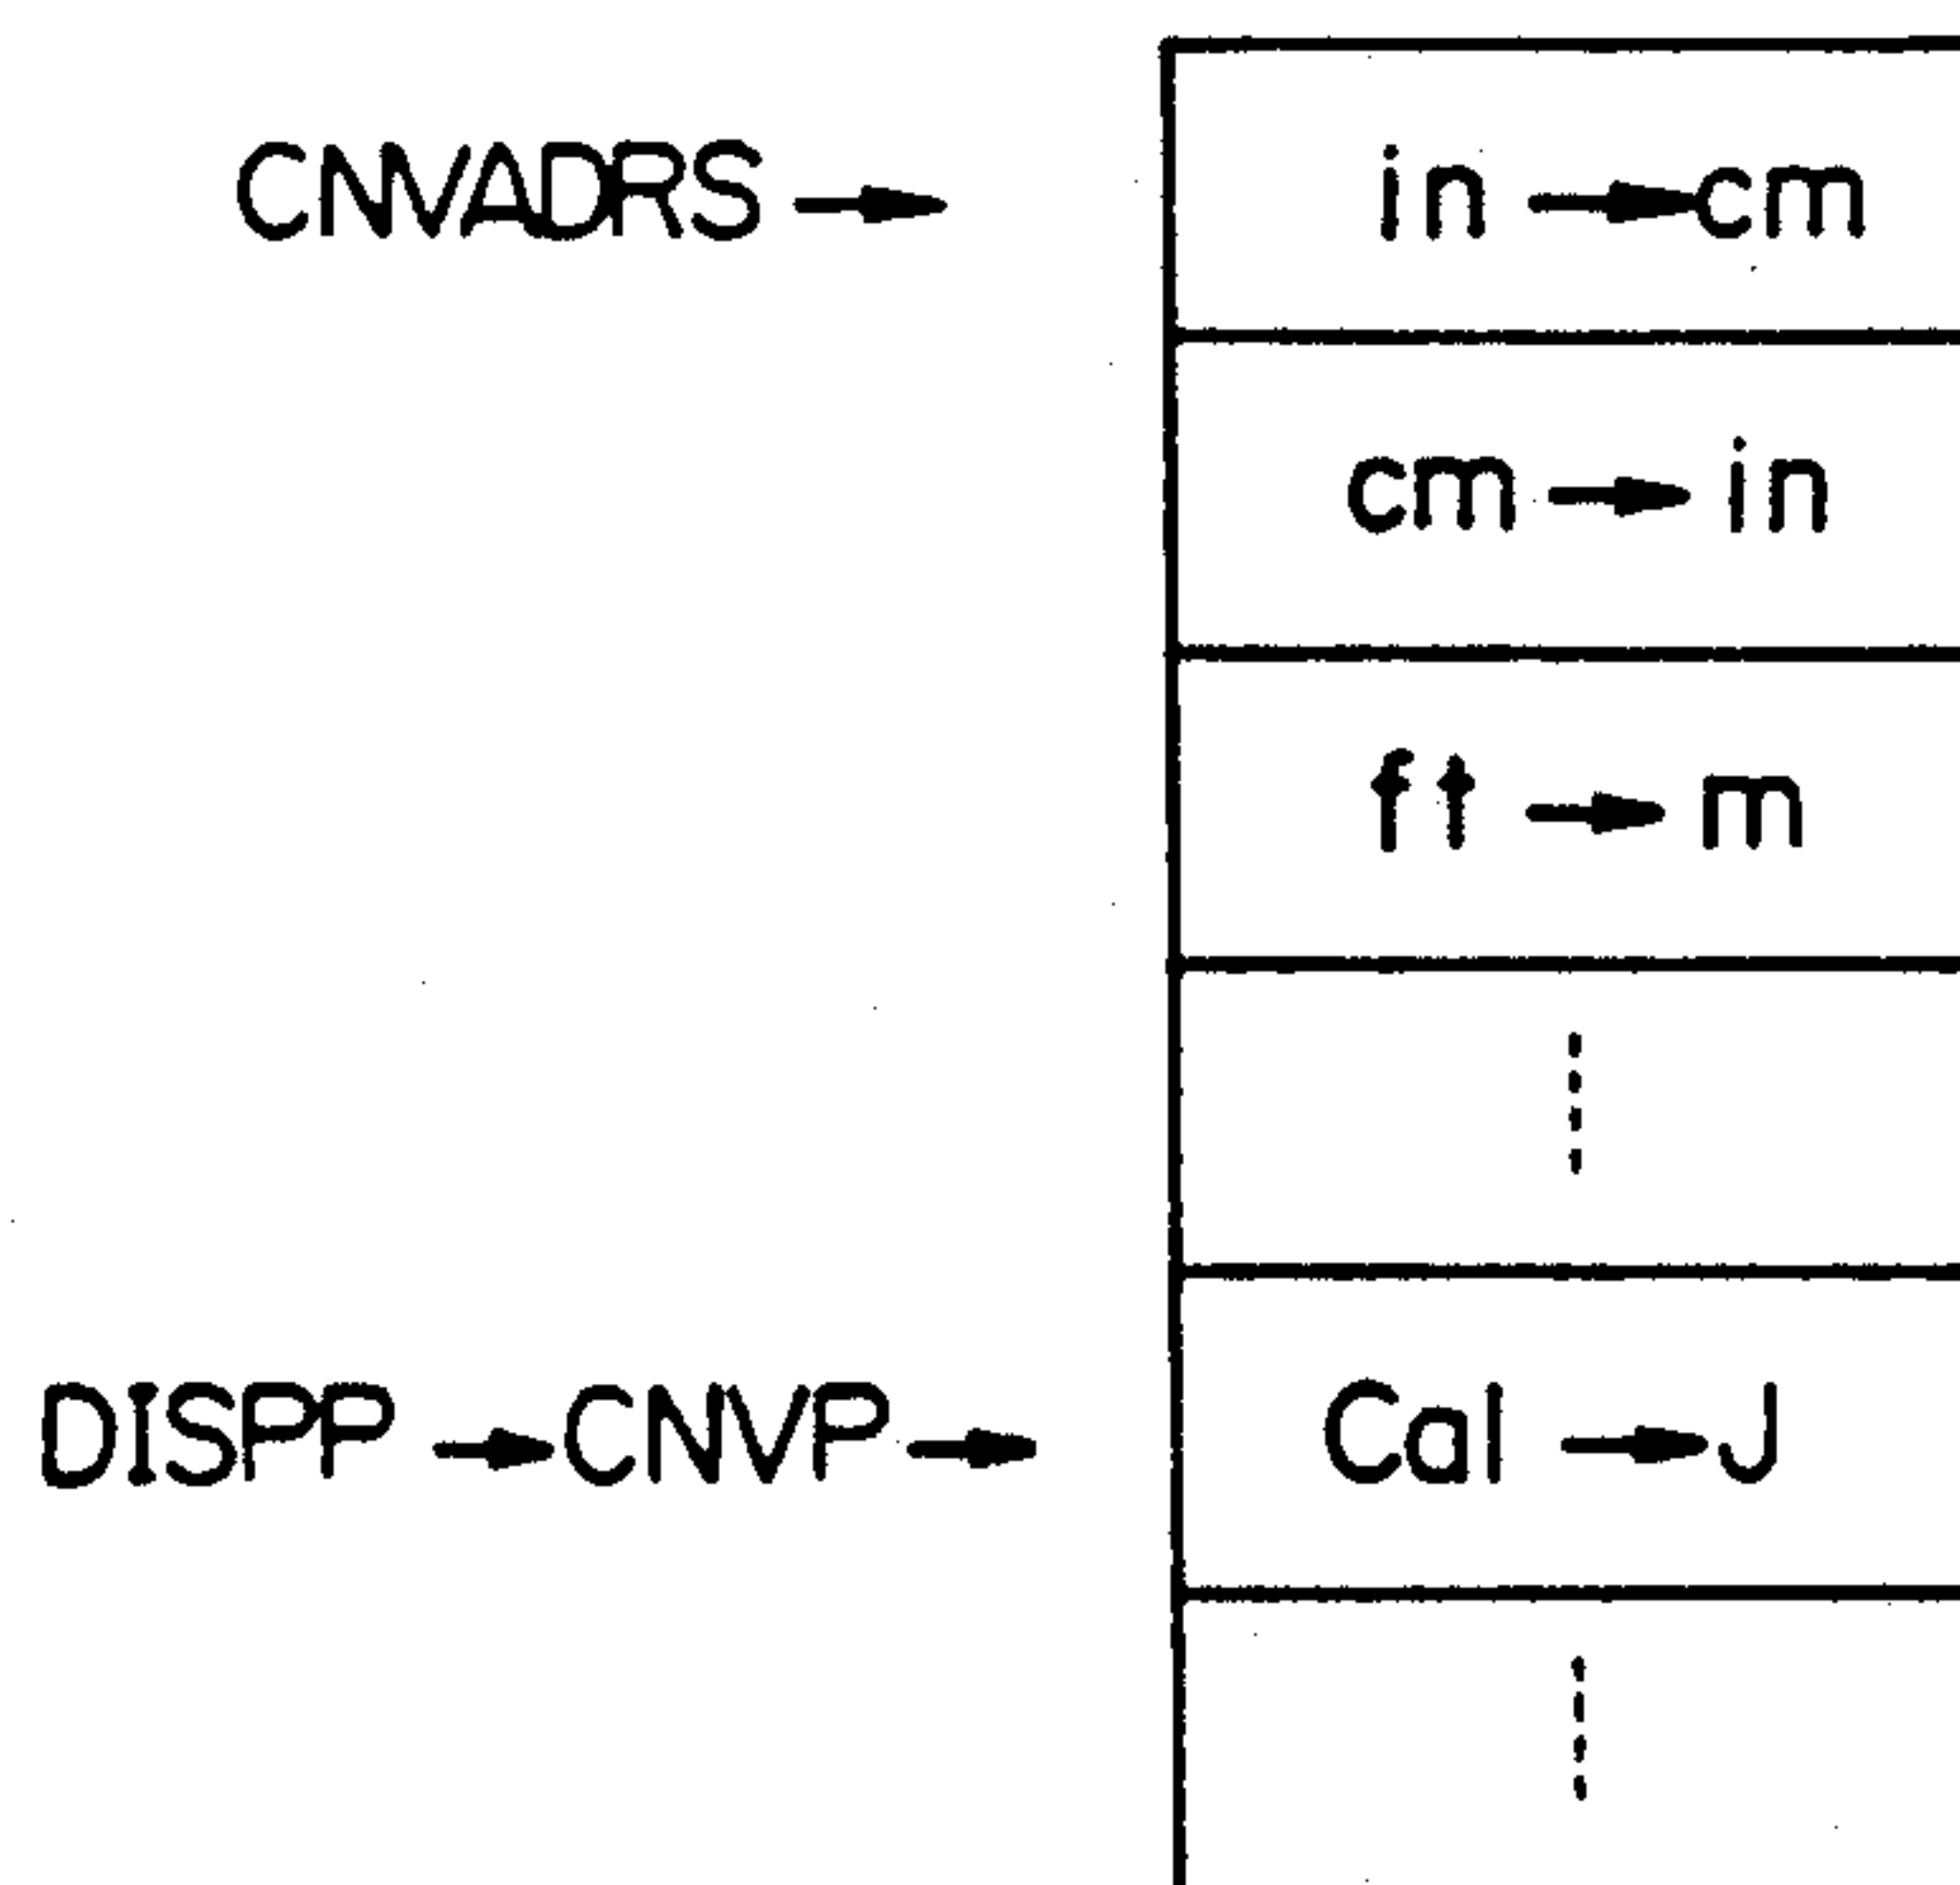 CNVADRS → in → cm
cm → in
ft → m
DISPP → CNVP → Cal → J